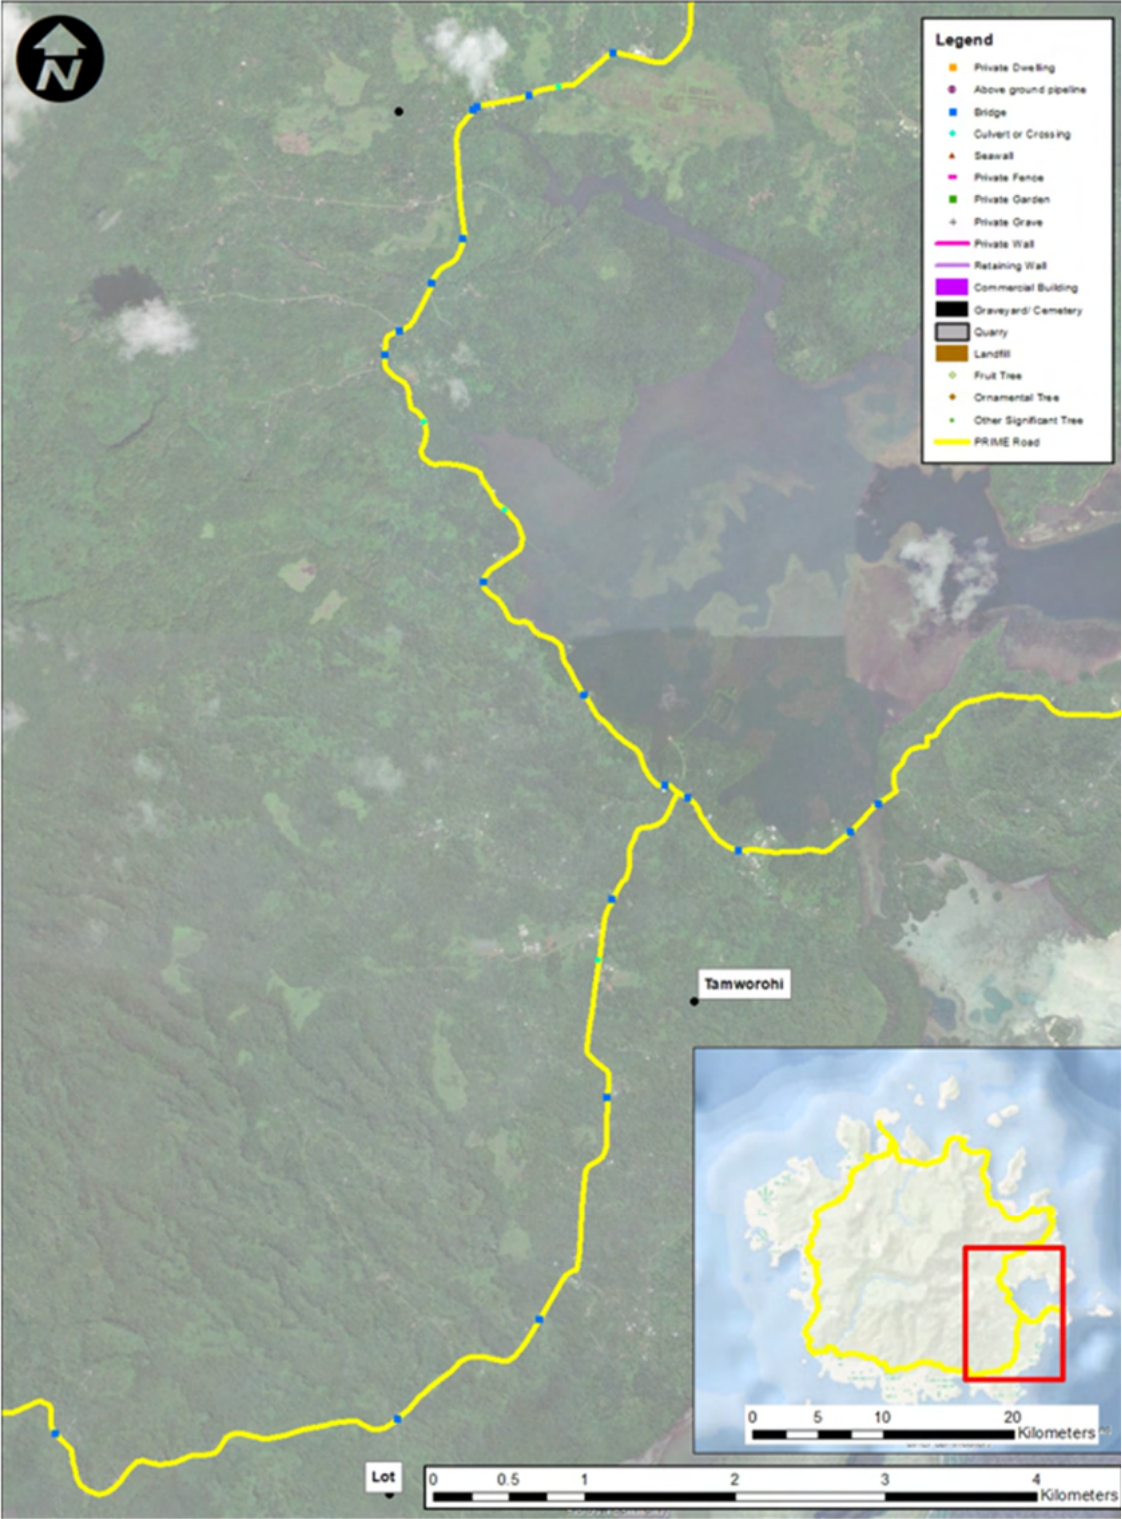 N
Legend
Private Dwelling
Above ground pipeline
Bridge
Culvert or Crossing
Seawall
Private Fence
Private Garden
Private Grave
Private Wall
Retaining Wall
Commercial Building
Graveyard/ Cemetery
Quarry
Landfill
Fruit Tree
Ornamental Tree
Other Significant Tree
PRIME Road
Tamworohi
0 5 10 20
Kilometers
Lot
0 0.5 1 2 3 4
Kilometers